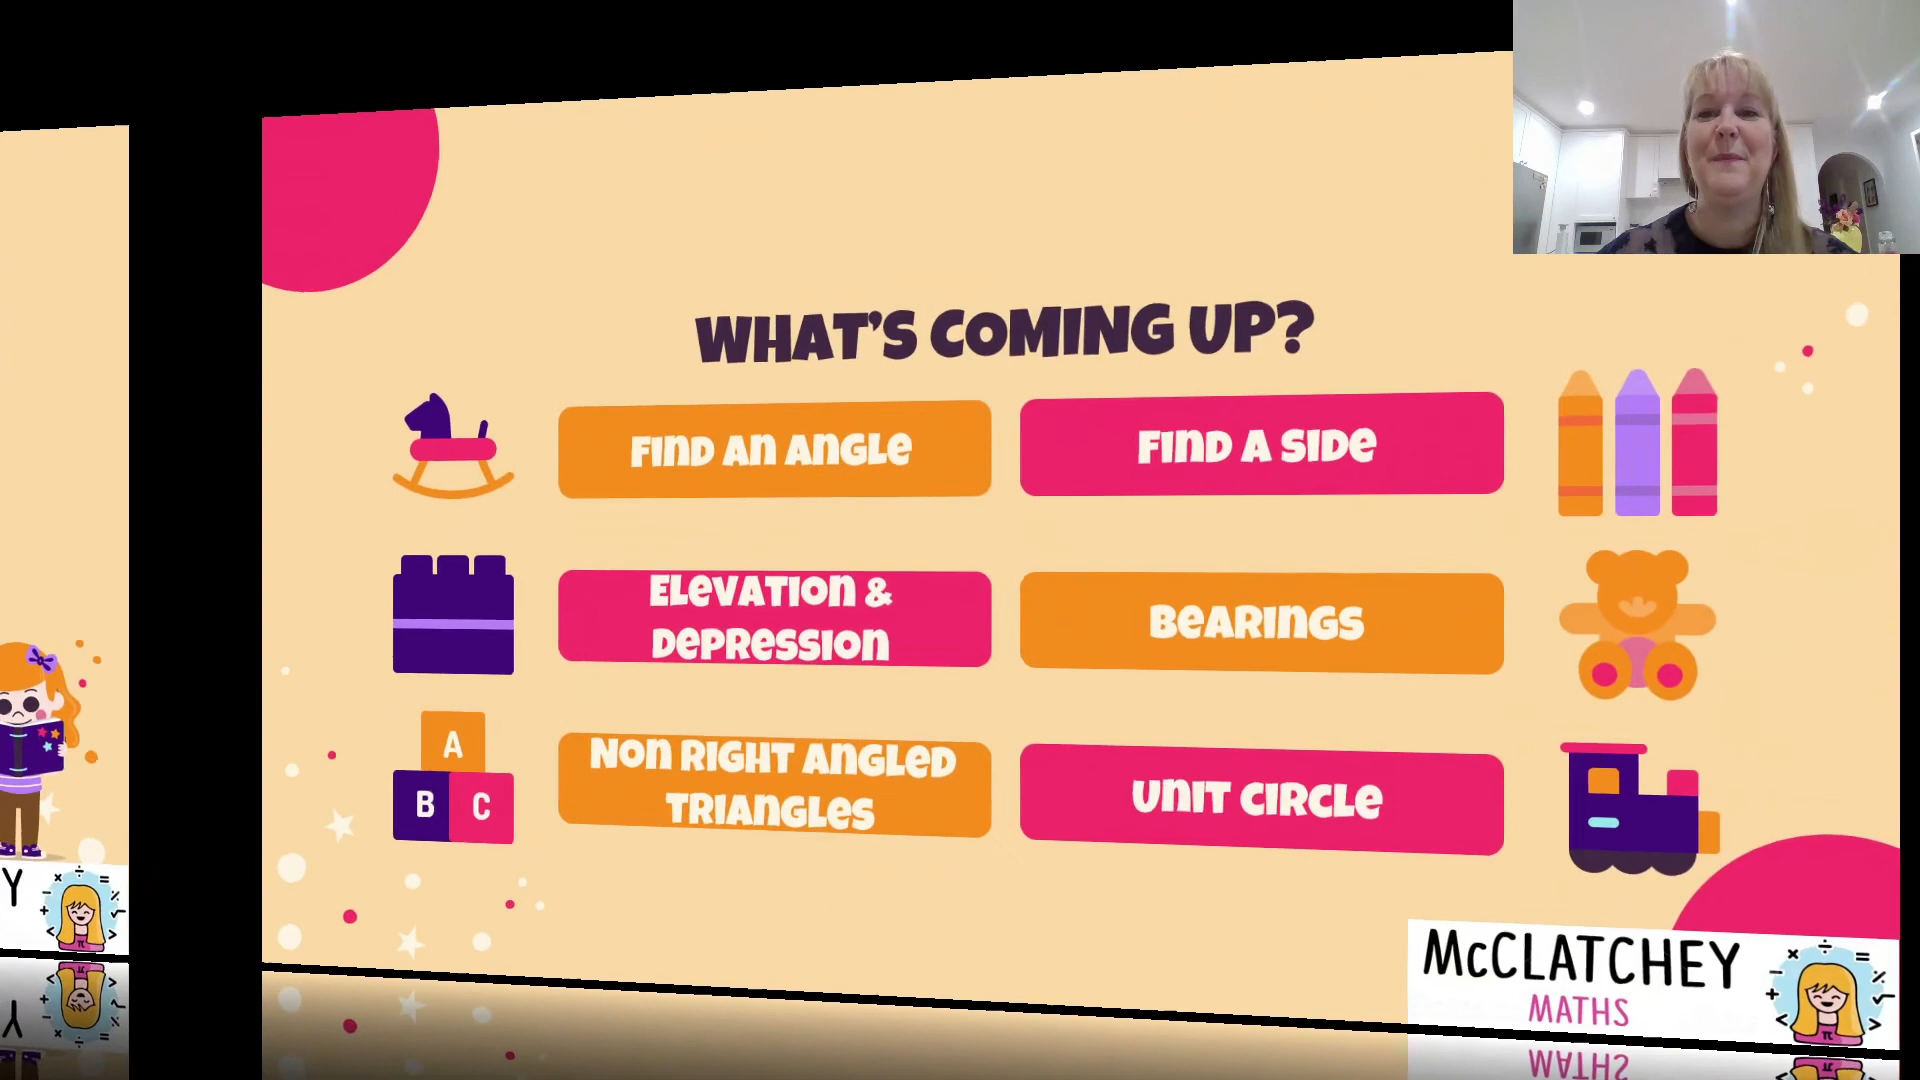 WHAT'S COMING UP?
FIND AN ANGLE
FIND A SIDE
ELEVATION &
DEPRESSION
BEARINGS
NON RIGHT ANGLED
TRIANGLES
UNIT CIRCLE
A
B C
Y
McCLATCHEY
MATHS